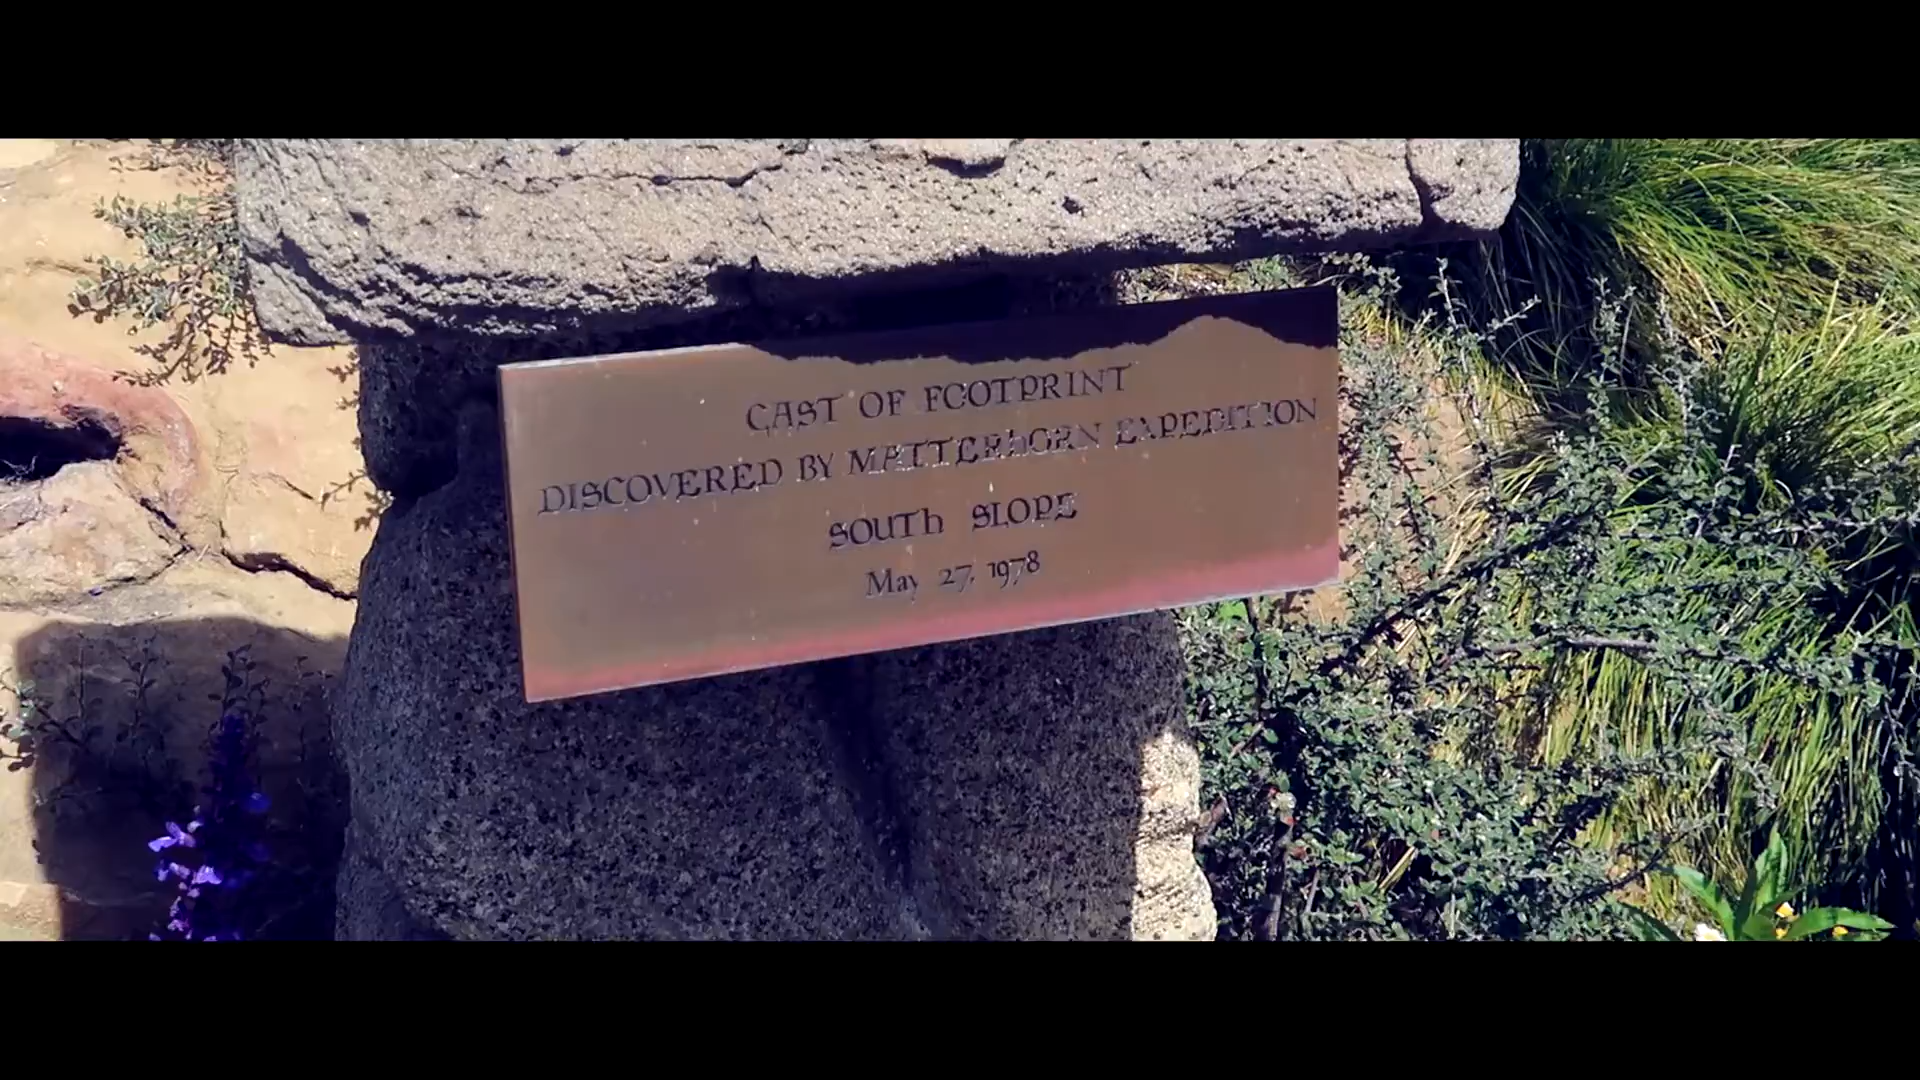 CAST OF FOOTPRINT
DISCOVERED BY MATTERhORN EXPEDITION
SOUTh SLOPE
May 27, 1978